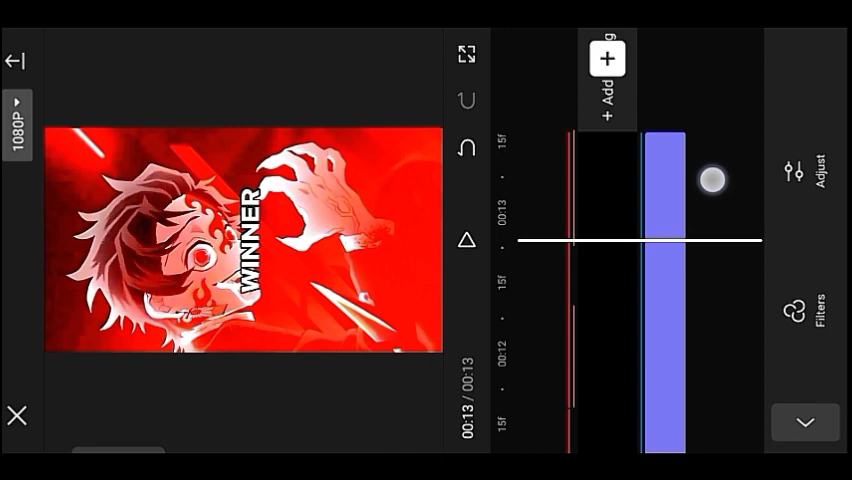 1080P
WINNER
00:13 / 00:13
15f
00:12
15f
00:13
15f
+ Add
g
Filters
Adjust